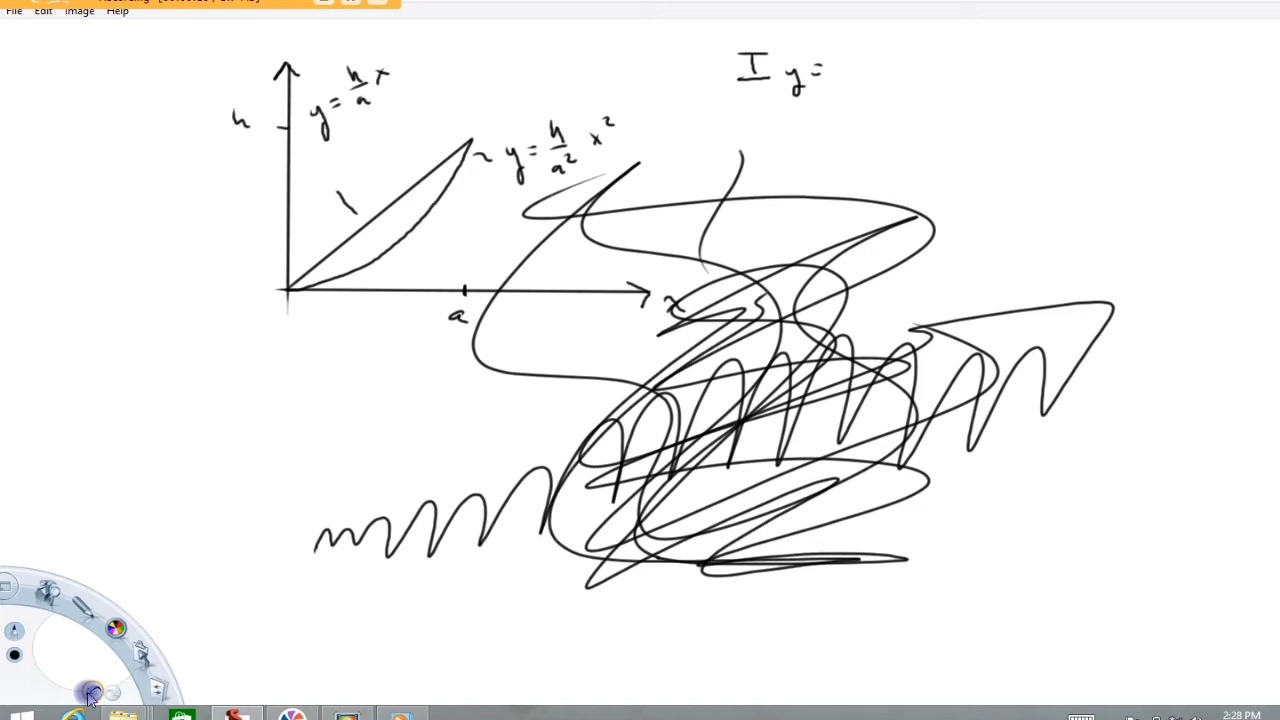 File Edit Image Help
I y =
y = h/a x
h
y = h/a² x²
x
a
2:28 PM